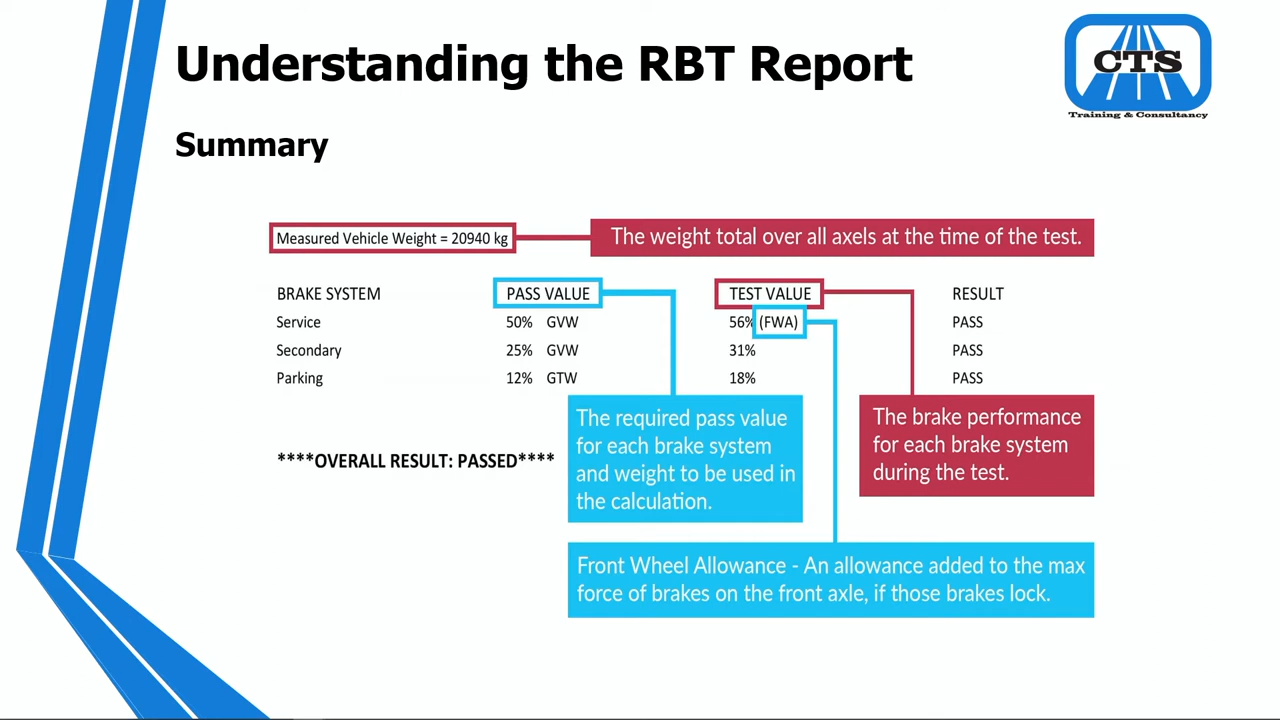 Understanding the RBT Report
CTS
Training & Consultancy
Summary
Measured Vehicle Weight = 20940 kg
The weight total over all axels at the time of the test.
BRAKE SYSTEM PASS VALUE TEST VALUE RESULT
Service 50% GVW 56% (FWA) PASS
Secondary 25% GVW 31% PASS
Parking 12% GTW 18% PASS
The required pass value
for each brake system
and weight to be used in
the calculation.
The brake performance
for each brake system
during the test.
****OVERALL RESULT: PASSED****
Front Wheel Allowance - An allowance added to the max
force of brakes on the front axle, if those brakes lock.